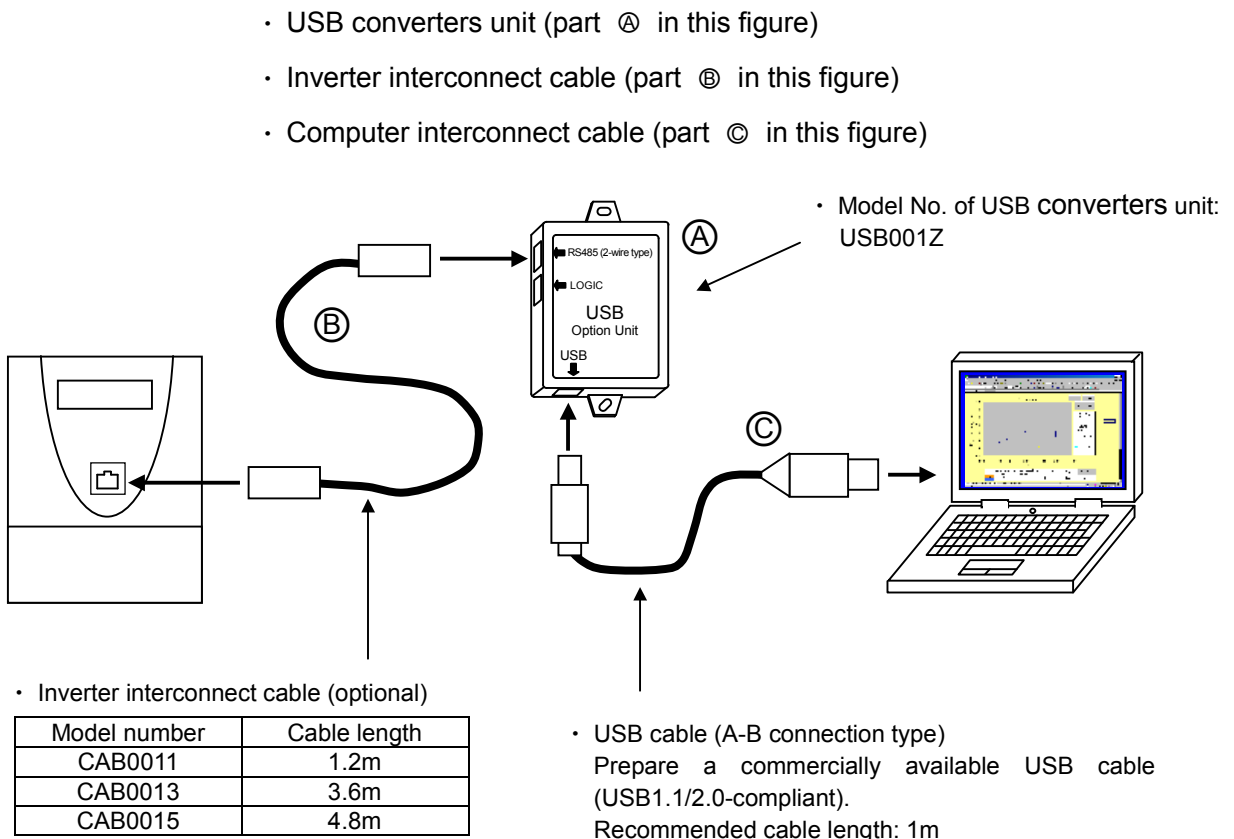 ・ USB converters unit (part Ⓐ in this figure)
・ Inverter interconnect cable (part Ⓑ in this figure)
・ Computer interconnect cable (part Ⓒ in this figure)
・ Model No. of USB converters unit:
USB001Z
Ⓐ
RS485 (2-wire type)
LOGIC
USB
Option Unit
USB
Ⓑ
Ⓒ
・ Inverter interconnect cable (optional)
Model number Cable length
CAB0011 1.2m
CAB0013 3.6m
CAB0015 4.8m
・ USB cable (A-B connection type)
Prepare a commercially available USB cable
(USB1.1/2.0-compliant).
Recommended cable length: 1m